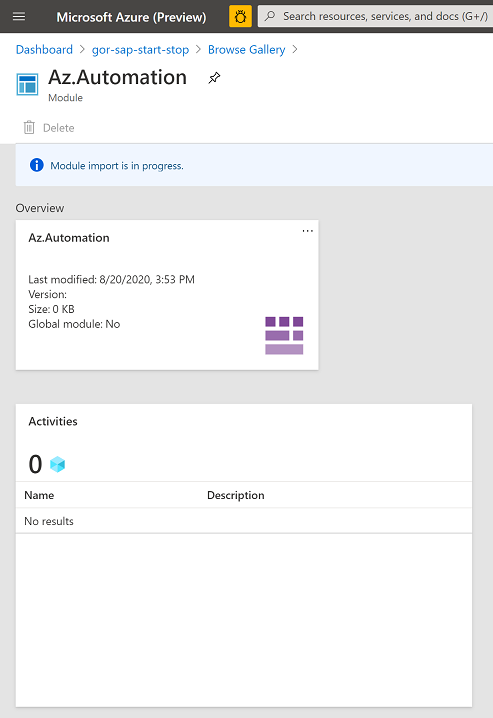 Microsoft Azure (Preview)
Search resources, services, and docs (G+/)
Dashboard > gor-sap-start-stop > Browse Gallery >
Az.Automation
Module
Delete
Module import is in progress.
Overview
Az.Automation
...
Last modified: 8/20/2020, 3:53 PM
Version:
Size: 0 KB
Global module: No
Activities
0
Name Description
No results